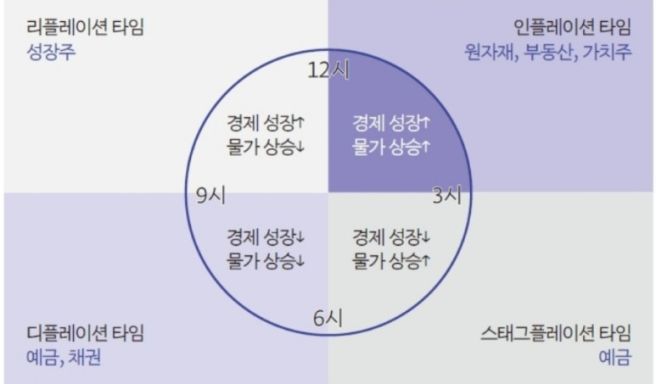 리플레이션 타임
성장주
인플레이션 타임
원자재, 부동산, 가치주
12시
경제 성장↑
물가 상승↓
경제 성장↑
물가 상승↑
9시
3시
경제 성장↓
물가 상승↓
경제 성장↓
물가 상승↑
6시
디플레이션 타임
예금, 채권
스태그플레이션 타임
예금